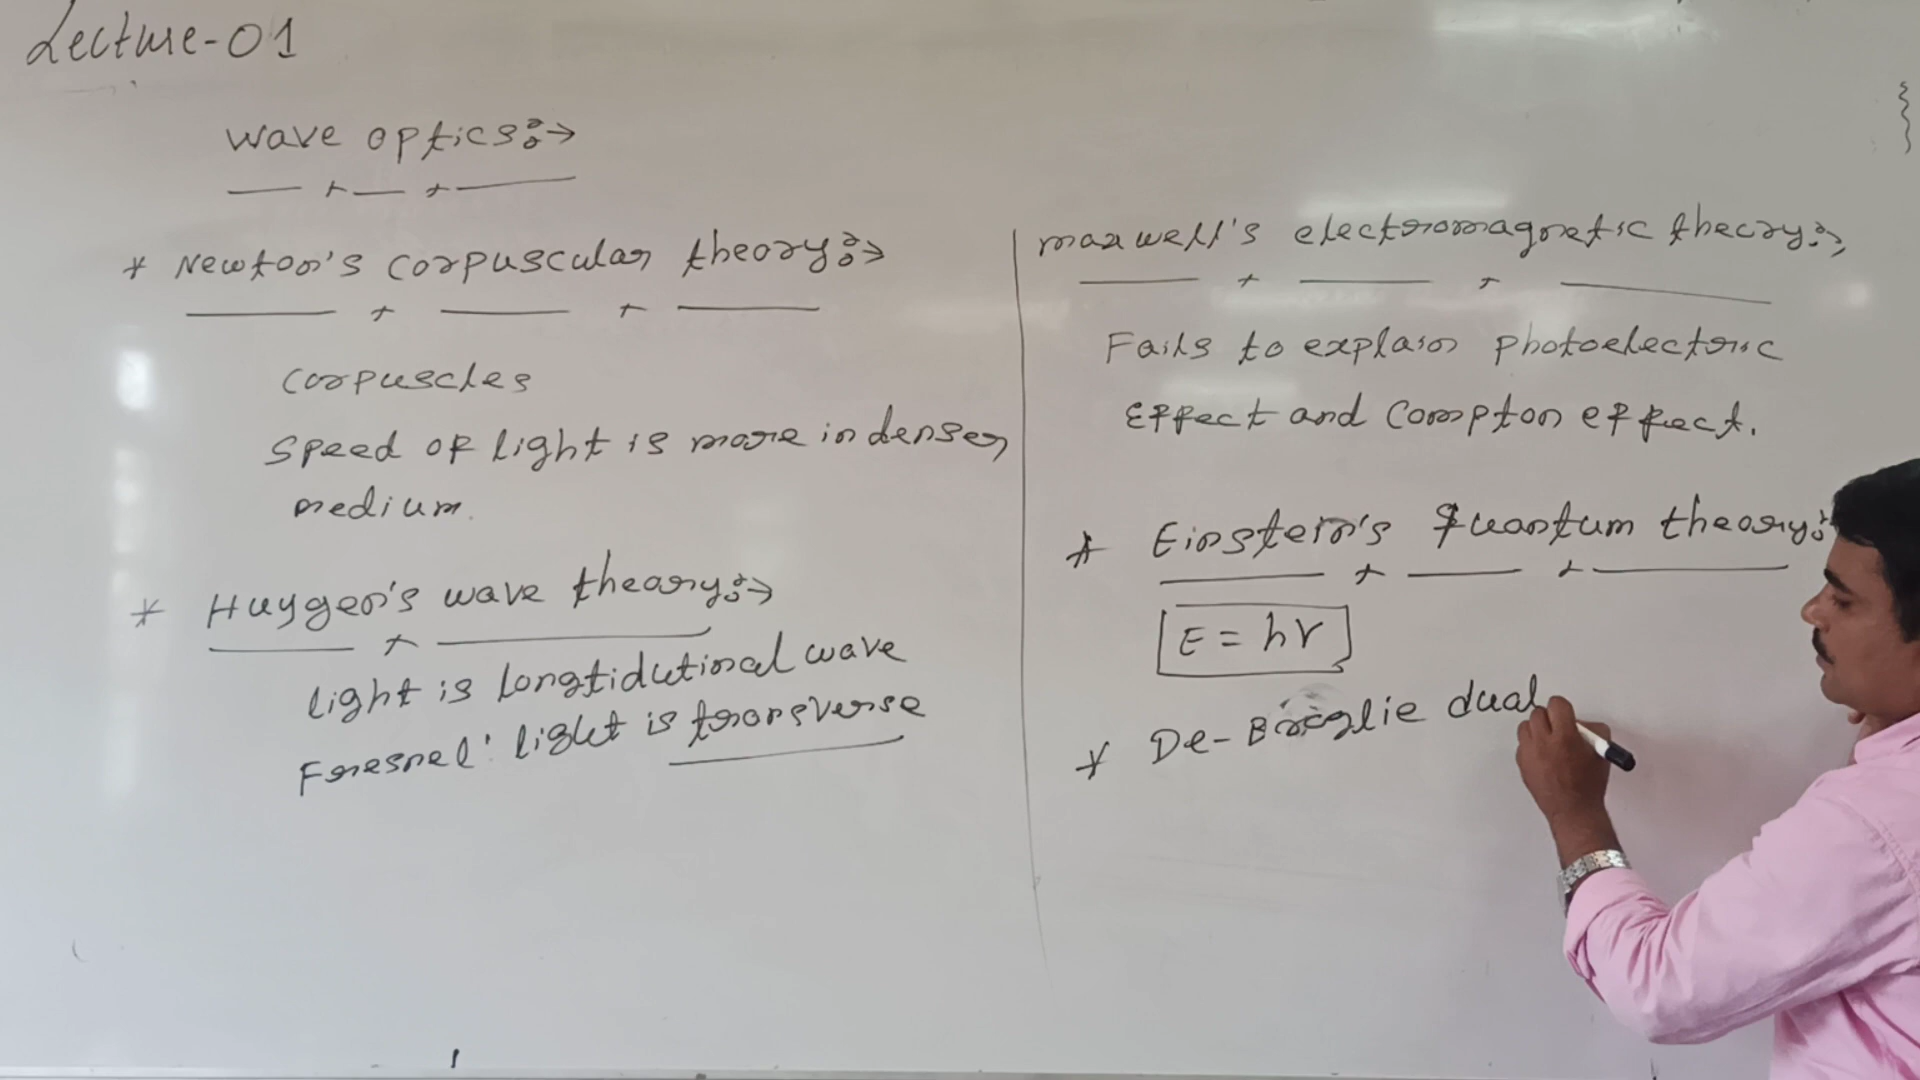 Lecture-01
wave optics:→
* Newton's corpuscular theory:→
corpuscles
speed of light is more in denser
medium.
* Huygen's wave theory:→
light is longtidutional wave
Fresnel: light is transverse
maxwell's electromagnetic theory:→
Fails to explain photoelectric
Effect and Compton effect.
* Einstein's quantum theory:
E = hν
* De-Broglie dual